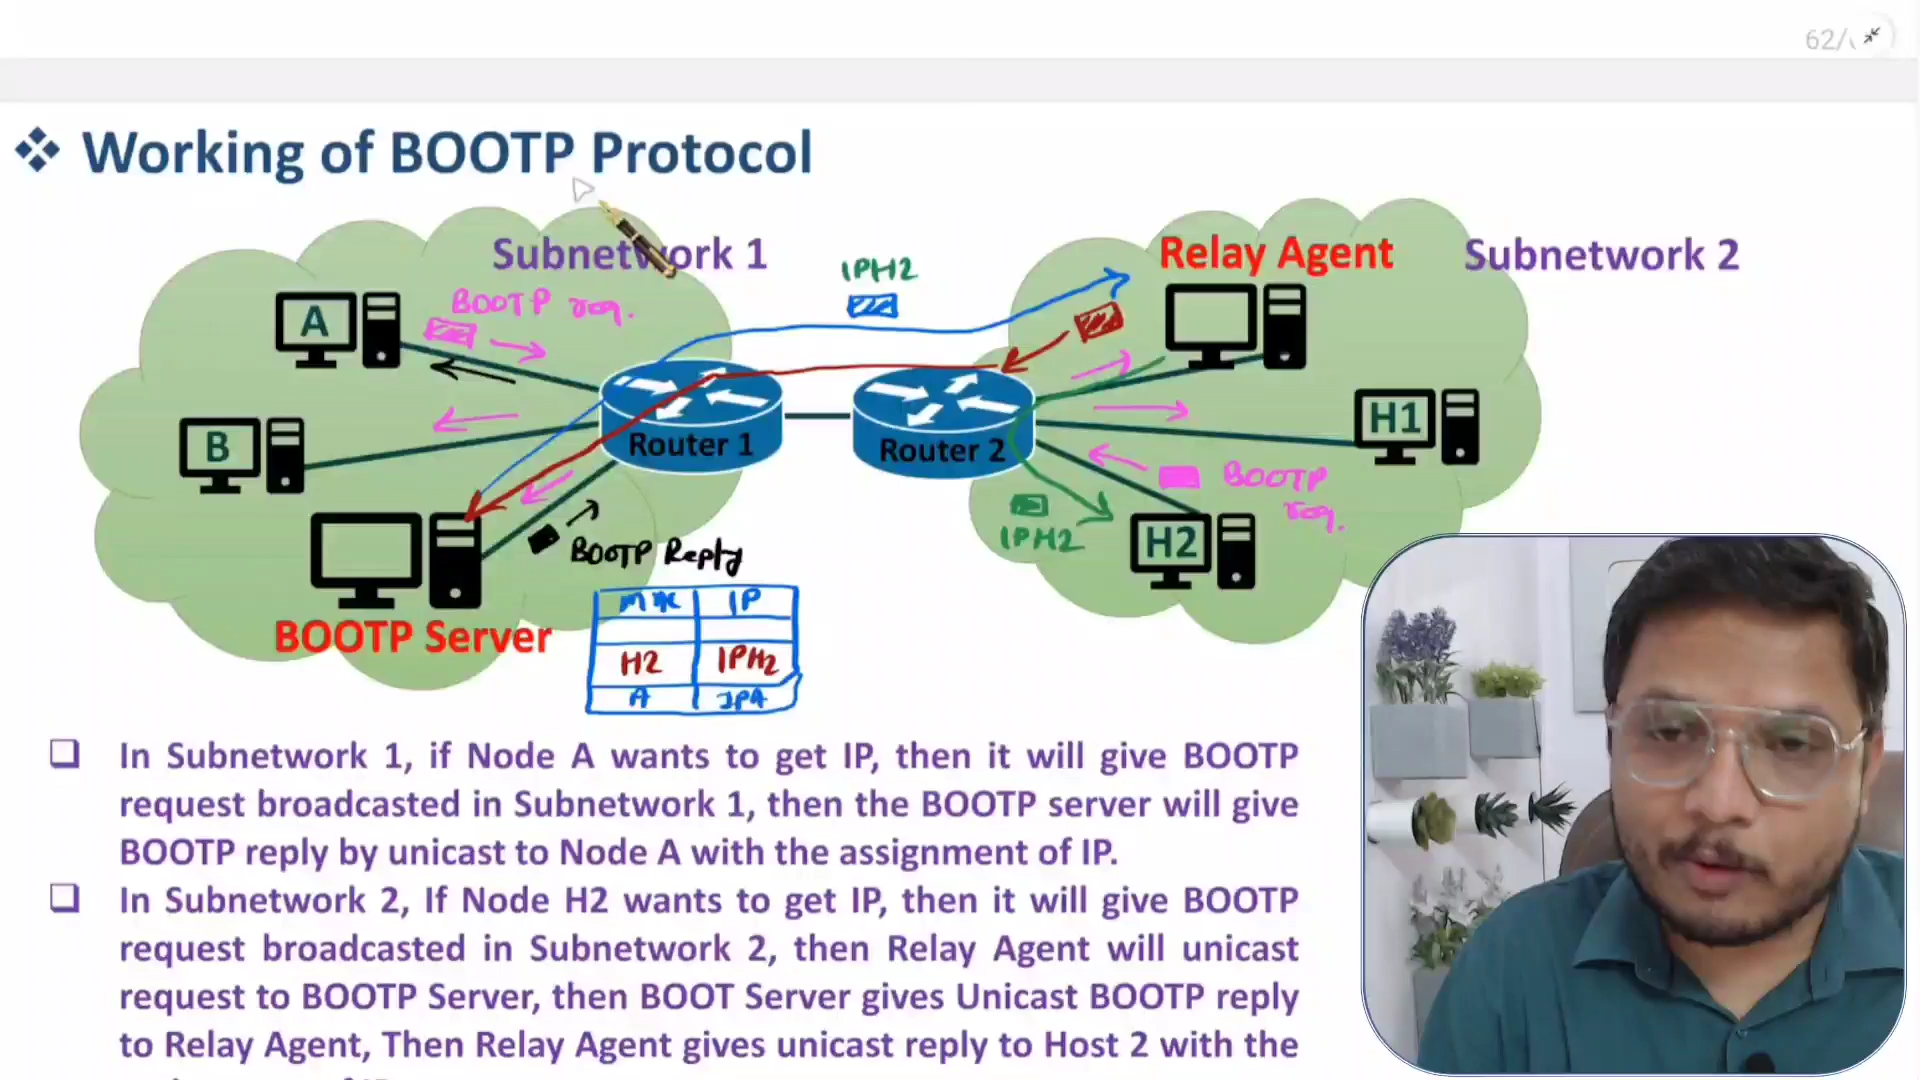 62/
❖ Working of BOOTP Protocol
Subnetwork 1
IPH2
Relay Agent
Subnetwork 2
A
BOOTP req.
Router 1
Router 2
B
H1
BOOTP
req.
IPH2
H2
BOOTP Reply
BOOTP Server
MAC IP
H2 IPH2
A IPA
❑ In Subnetwork 1, if Node A wants to get IP, then it will give BOOTP
request broadcasted in Subnetwork 1, then the BOOTP server will give
BOOTP reply by unicast to Node A with the assignment of IP.
❑ In Subnetwork 2, If Node H2 wants to get IP, then it will give BOOTP
request broadcasted in Subnetwork 2, then Relay Agent will unicast
request to BOOTP Server, then BOOT Server gives Unicast BOOTP reply
to Relay Agent, Then Relay Agent gives unicast reply to Host 2 with the